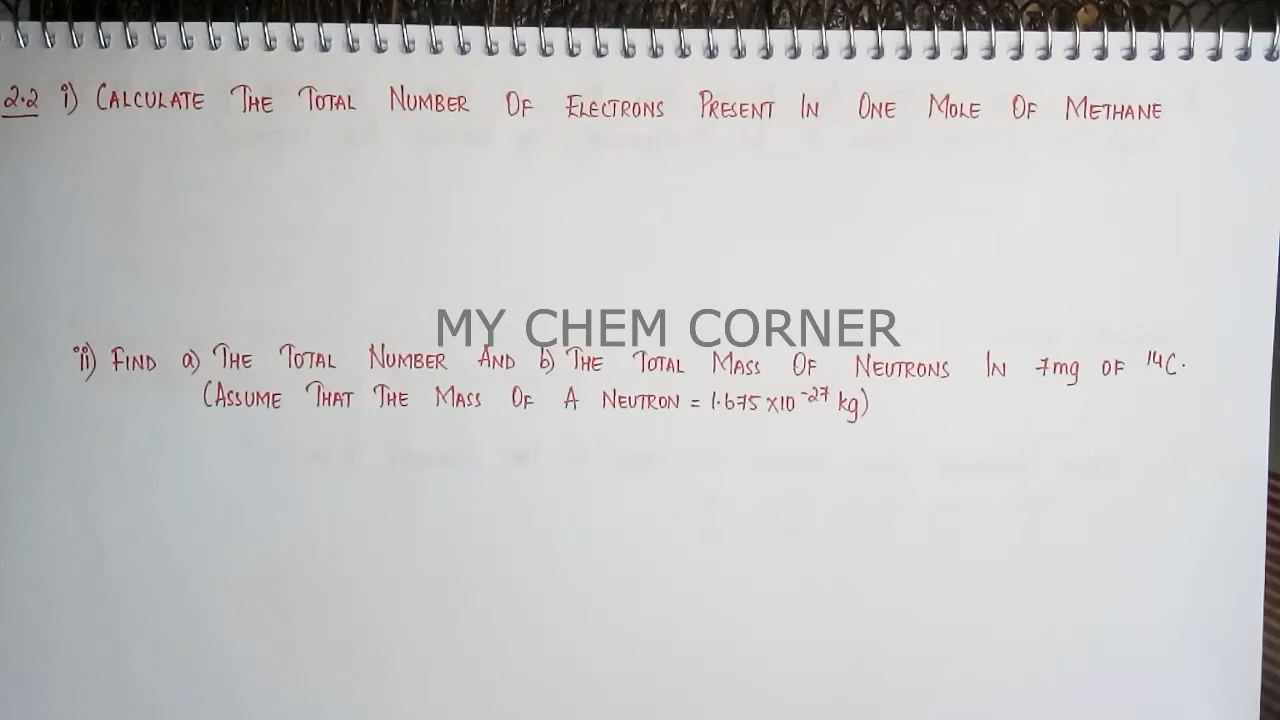 2.2 i) CALCULATE THE TOTAL NUMBER OF ELECTRONS PRESENT IN ONE MOLE OF METHANE
MY CHEM CORNER
ii) FIND a) THE TOTAL NUMBER AND b) THE TOTAL MASS OF NEUTRONS IN 7mg OF ¹⁴C.
(ASSUME THAT THE MASS OF A NEUTRON = 1.675 x10⁻²⁷ kg)